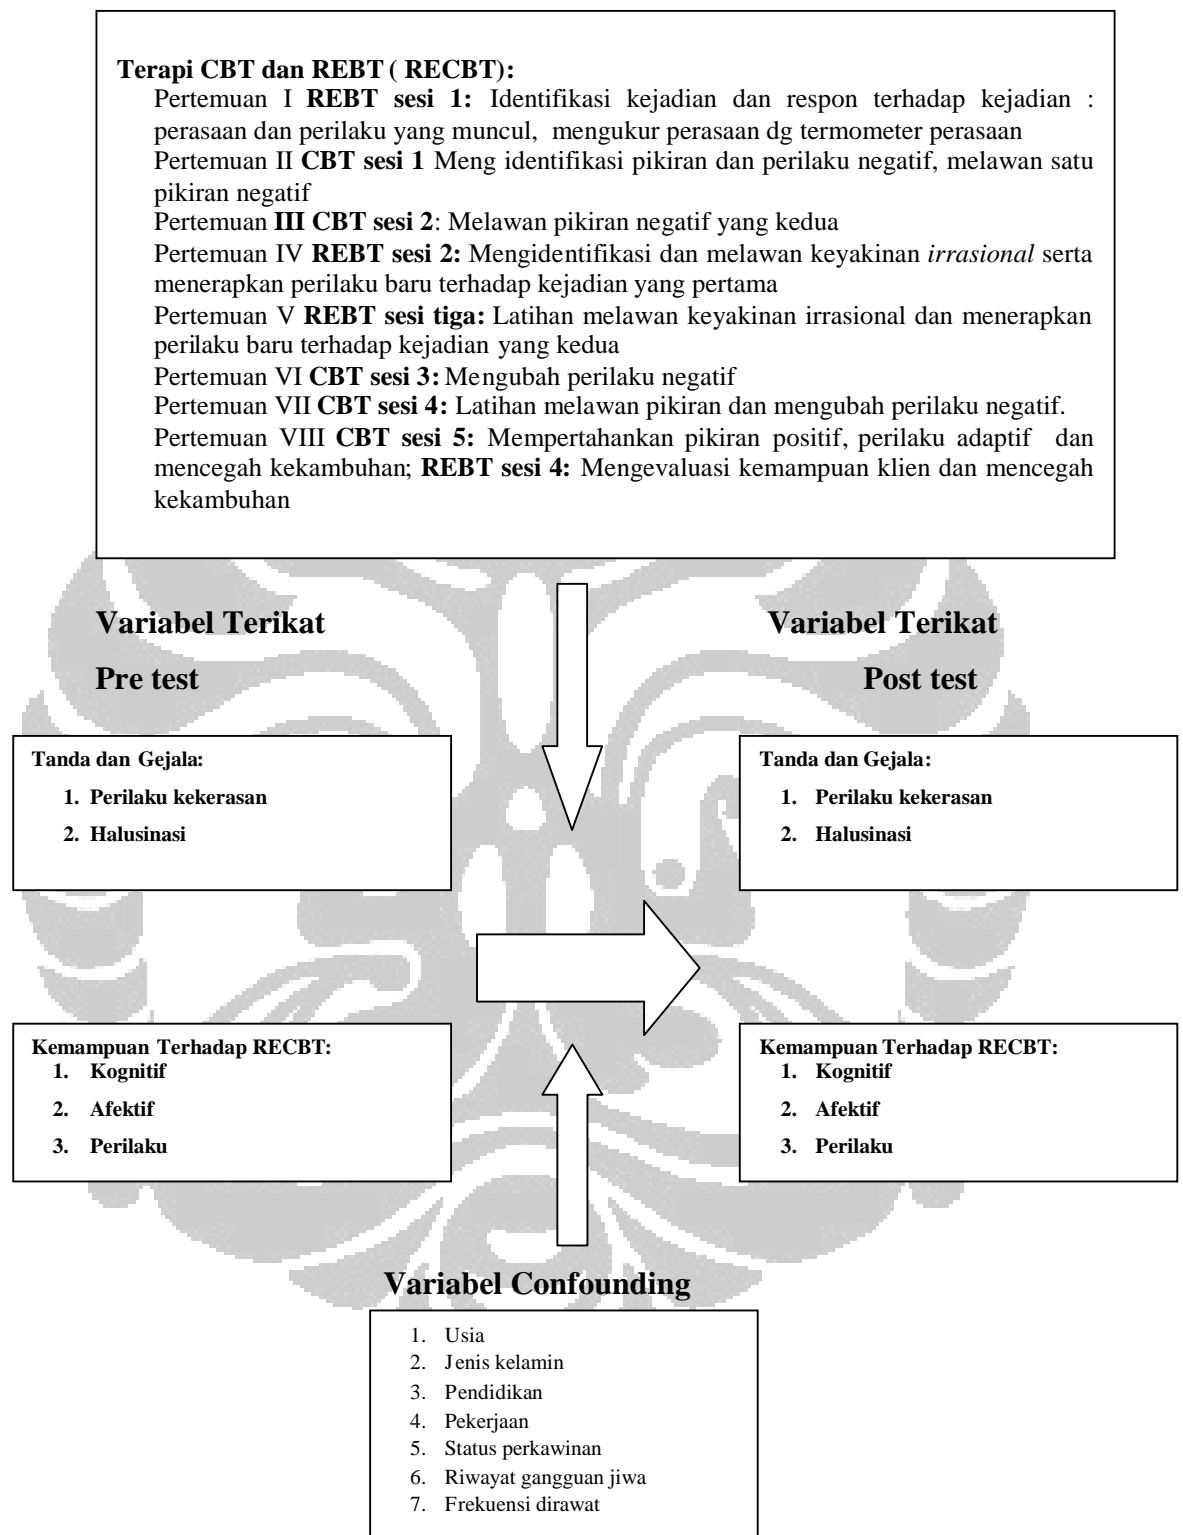 Terapi CBT dan REBT ( RECBT):
Pertemuan I REBT sesi 1: Identifikasi kejadian dan respon terhadap kejadian :
perasaan dan perilaku yang muncul, mengukur perasaan dg termometer perasaan
Pertemuan II CBT sesi 1 Meng identifikasi pikiran dan perilaku negatif, melawan satu
pikiran negatif
Pertemuan III CBT sesi 2: Melawan pikiran negatif yang kedua
Pertemuan IV REBT sesi 2: Mengidentifikasi dan melawan keyakinan irrasional serta
menerapkan perilaku baru terhadap kejadian yang pertama
Pertemuan V REBT sesi tiga: Latihan melawan keyakinan irrasional dan menerapkan
perilaku baru terhadap kejadian yang kedua
Pertemuan VI CBT sesi 3: Mengubah perilaku negatif
Pertemuan VII CBT sesi 4: Latihan melawan pikiran dan mengubah perilaku negatif.
Pertemuan VIII CBT sesi 5: Mempertahankan pikiran positif, perilaku adaptif dan
mencegah kekambuhan; REBT sesi 4: Mengevaluasi kemampuan klien dan mencegah
kekambuhan
Variabel Terikat
Pre test
Variabel Terikat
Post test
Tanda dan Gejala:
1. Perilaku kekerasan
2. Halusinasi
Tanda dan Gejala:
1. Perilaku kekerasan
2. Halusinasi
Kemampuan Terhadap RECBT:
1. Kognitif
2. Afektif
3. Perilaku
Kemampuan Terhadap RECBT:
1. Kognitif
2. Afektif
3. Perilaku
Variabel Confounding
1. Usia
2. Jenis kelamin
3. Pendidikan
4. Pekerjaan
5. Status perkawinan
6. Riwayat gangguan jiwa
7. Frekuensi dirawat